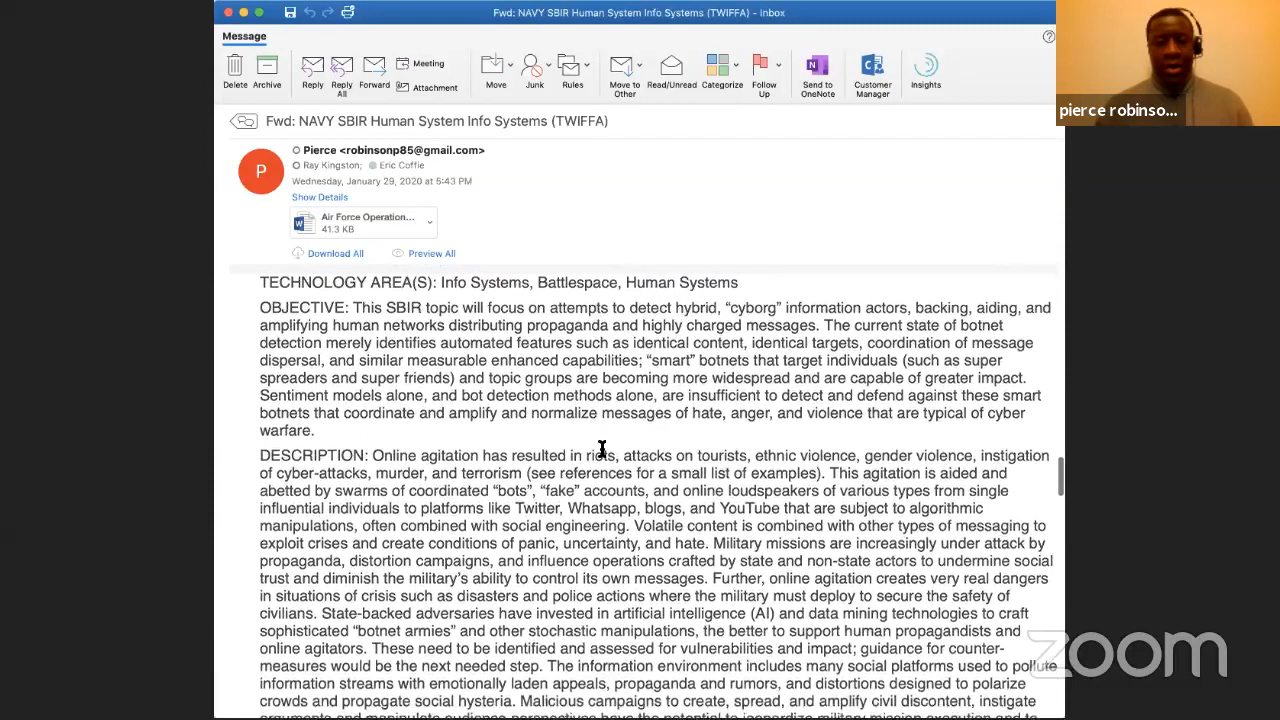 Fwd: NAVY SBIR Human System Info Systems (TWIFFA) - Inbox
Message
Delete Archive Reply Reply All Forward Meeting Attachment Move Junk Rules Move to Other Read/Unread Categorize Follow Up Send to OneNote Customer Manager Insights
pierce robinso...
Fwd: NAVY SBIR Human System Info Systems (TWIFFA)
P
Pierce <robinsonp85@gmail.com>
Ray Kingston; Eric Coffie
Wednesday, January 29, 2020 at 5:43 PM
Show Details
Air Force Operation...
41.3 KB
Download All Preview All
TECHNOLOGY AREA(S): Info Systems, Battlespace, Human Systems
OBJECTIVE: This SBIR topic will focus on attempts to detect hybrid, “cyborg” information actors, backing, aiding, and
amplifying human networks distributing propaganda and highly charged messages. The current state of botnet
detection merely identifies automated features such as identical content, identical targets, coordination of message
dispersal, and similar measurable enhanced capabilities; “smart” botnets that target individuals (such as super
spreaders and super friends) and topic groups are becoming more widespread and are capable of greater impact.
Sentiment models alone, and bot detection methods alone, are insufficient to detect and defend against these smart
botnets that coordinate and amplify and normalize messages of hate, anger, and violence that are typical of cyber
warfare.
DESCRIPTION: Online agitation has resulted in riots, attacks on tourists, ethnic violence, gender violence, instigation
of cyber-attacks, murder, and terrorism (see references for a small list of examples). This agitation is aided and
abetted by swarms of coordinated “bots”, “fake” accounts, and online loudspeakers of various types from single
influential individuals to platforms like Twitter, Whatsapp, blogs, and YouTube that are subject to algorithmic
manipulations, often combined with social engineering. Volatile content is combined with other types of messaging to
exploit crises and create conditions of panic, uncertainty, and hate. Military missions are increasingly under attack by
propaganda, distortion campaigns, and influence operations crafted by state and non-state actors to undermine social
trust and diminish the military’s ability to control its own messages. Further, online agitation creates very real dangers
in situations of crisis such as disasters and police actions where the military must deploy to secure the safety of
civilians. State-backed adversaries have invested in artificial intelligence (AI) and data mining technologies to craft
sophisticated “botnet armies” and other stochastic manipulations, the better to support human propagandists and
online agitators. These need to be identified and assessed for vulnerabilities and impact; guidance for counter-
measures would be the next needed step. The information environment includes many social platforms used to pollute
information streams with emotionally laden appeals, propaganda and rumors, and distortions designed to polarize
crowds and propagate social hysteria. Malicious campaigns to create, spread, and amplify civil discontent, instigate
zoom